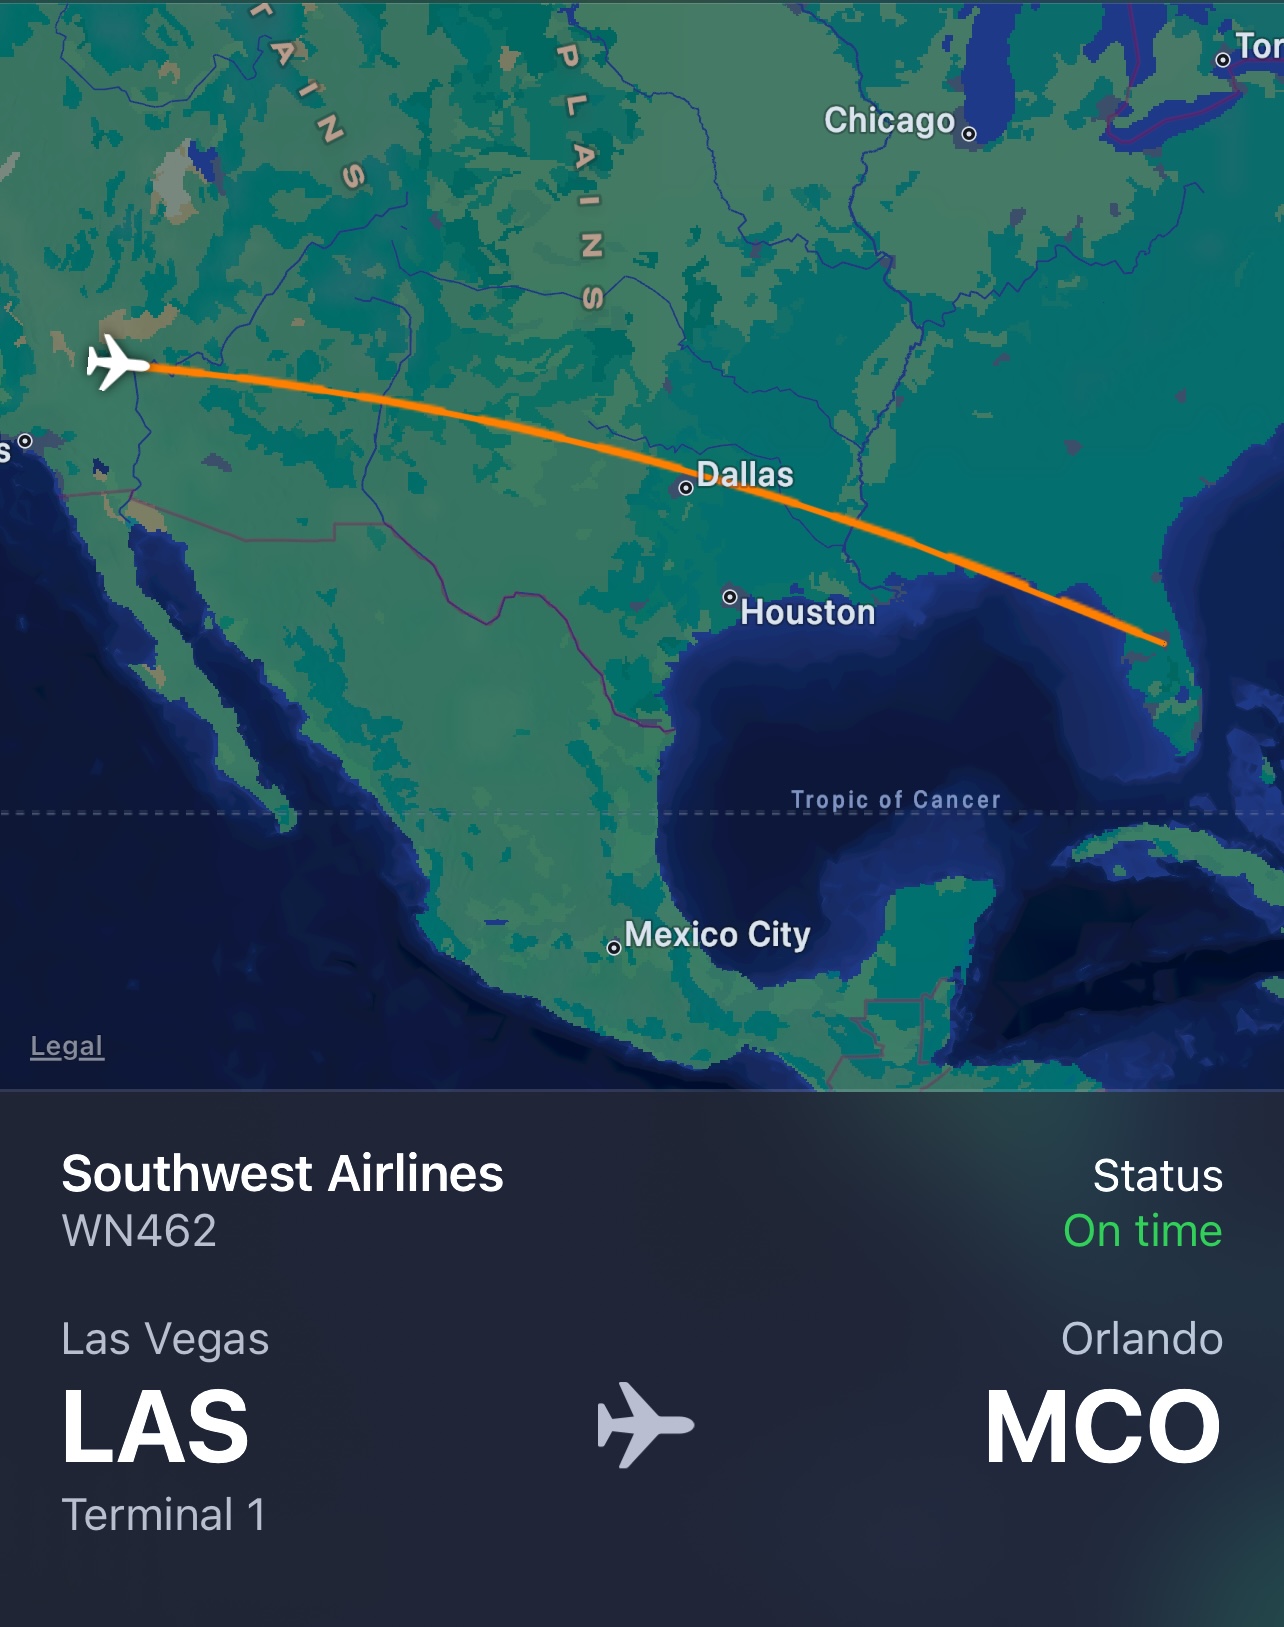 TAINS
PLAINS
Tor
Chicago
s
Dallas
Houston
Tropic of Cancer
Mexico City
Legal
Southwest Airlines
Status
WN462
On time
Las Vegas
Orlando
LAS
MCO
Terminal 1